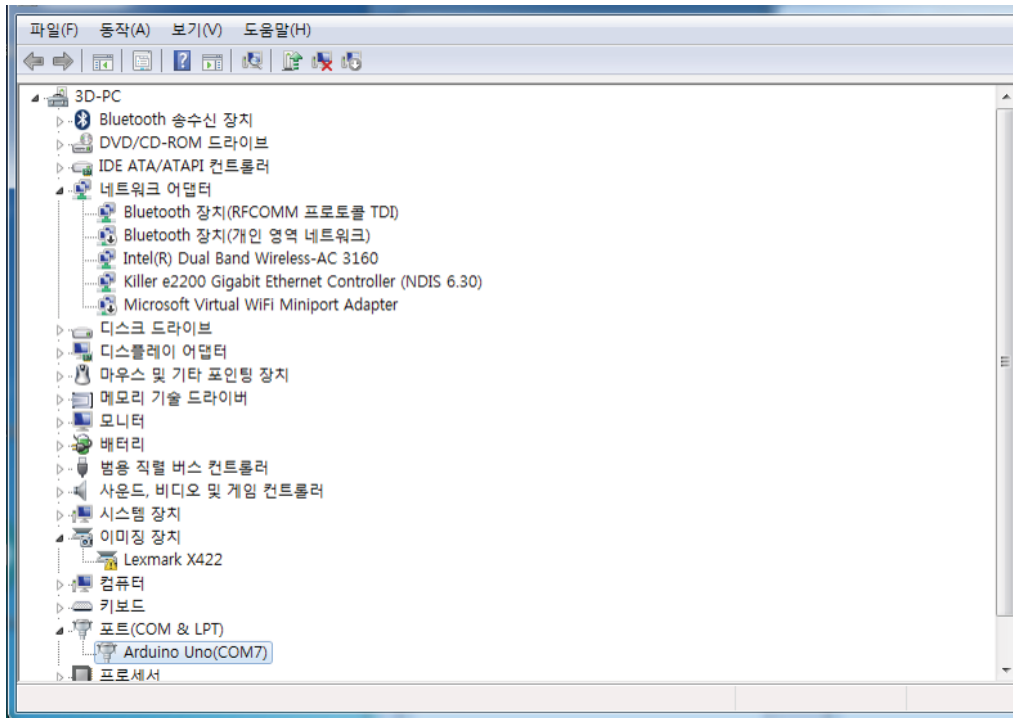 파일(F) 동작(A) 보기(V) 도움말(H)
3D-PC
Bluetooth 송수신 장치
DVD/CD-ROM 드라이브
IDE ATA/ATAPI 컨트롤러
네트워크 어댑터
Bluetooth 장치(RFCOMM 프로토콜 TDI)
Bluetooth 장치(개인 영역 네트워크)
Intel(R) Dual Band Wireless-AC 3160
Killer e2200 Gigabit Ethernet Controller (NDIS 6.30)
Microsoft Virtual WiFi Miniport Adapter
디스크 드라이브
디스플레이 어댑터
마우스 및 기타 포인팅 장치
메모리 기술 드라이버
모니터
배터리
범용 직렬 버스 컨트롤러
사운드, 비디오 및 게임 컨트롤러
시스템 장치
이미징 장치
Lexmark X422
컴퓨터
키보드
포트(COM & LPT)
Arduino Uno(COM7)
프로세서